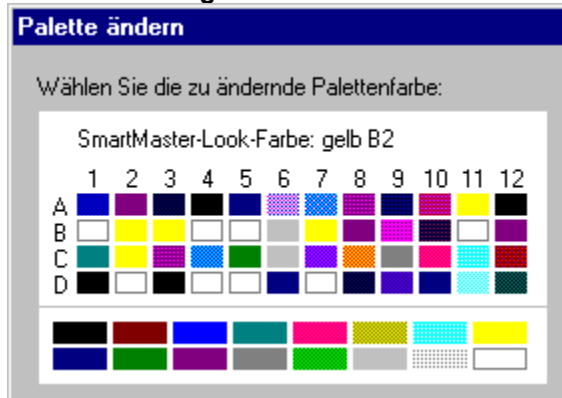 Palette ändern
Wählen Sie die zu ändernde Palettenfarbe:
SmartMaster-Look-Farbe: gelb B2
1 2 3 4 5 6 7 8 9 10 11 12
A
B
C
D